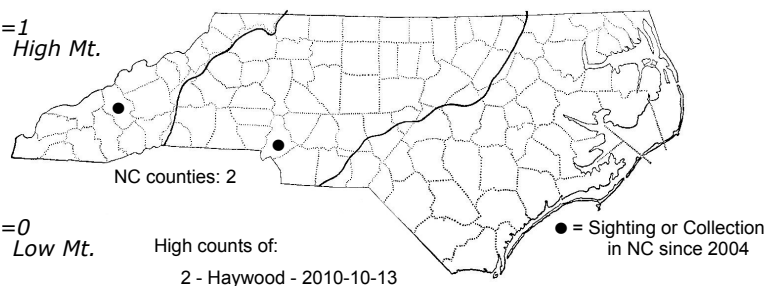 =1
High Mt.
NC counties: 2
=0
Low Mt.
High counts of:
2 - Haywood - 2010-10-13
● = Sighting or Collection
in NC since 2004